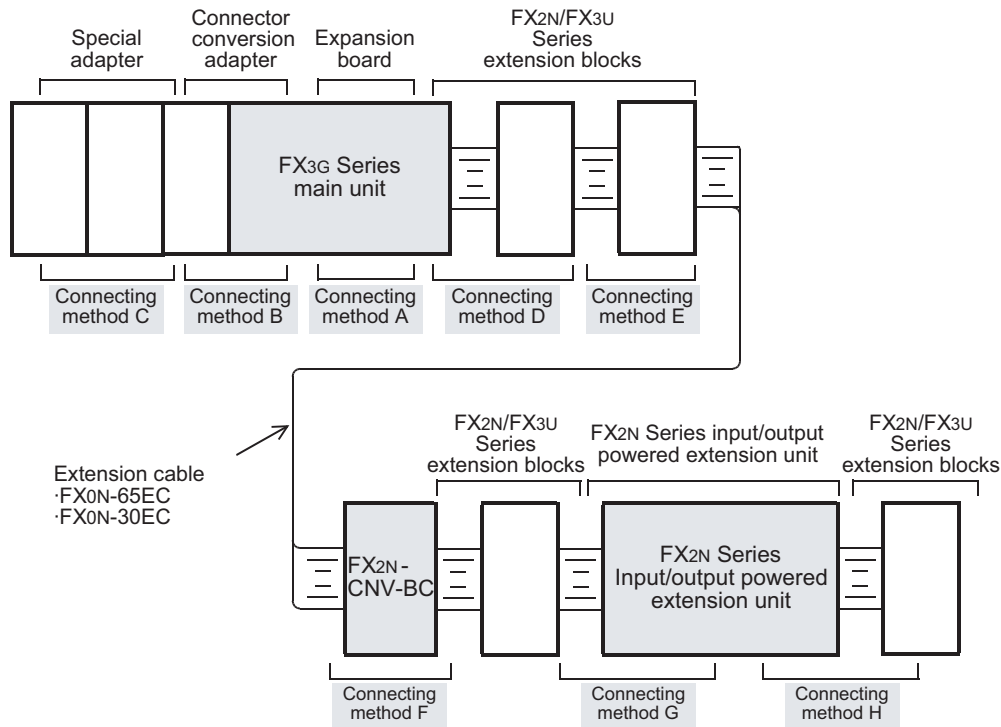 Special
adapter
Connector
conversion
adapter
Expansion
board
FX2N/FX3U
Series
extension blocks
FX3G Series
main unit
Connecting
method C
Connecting
method B
Connecting
method A
Connecting
method D
Connecting
method E
Extension cable
·FX0N-65EC
·FX0N-30EC
FX2N/FX3U
Series
extension blocks
FX2N Series input/output
powered extension unit
FX2N/FX3U
Series
extension blocks
FX2N -
CNV-BC
FX2N Series
Input/output powered
extension unit
Connecting
method F
Connecting
method G
Connecting
method H